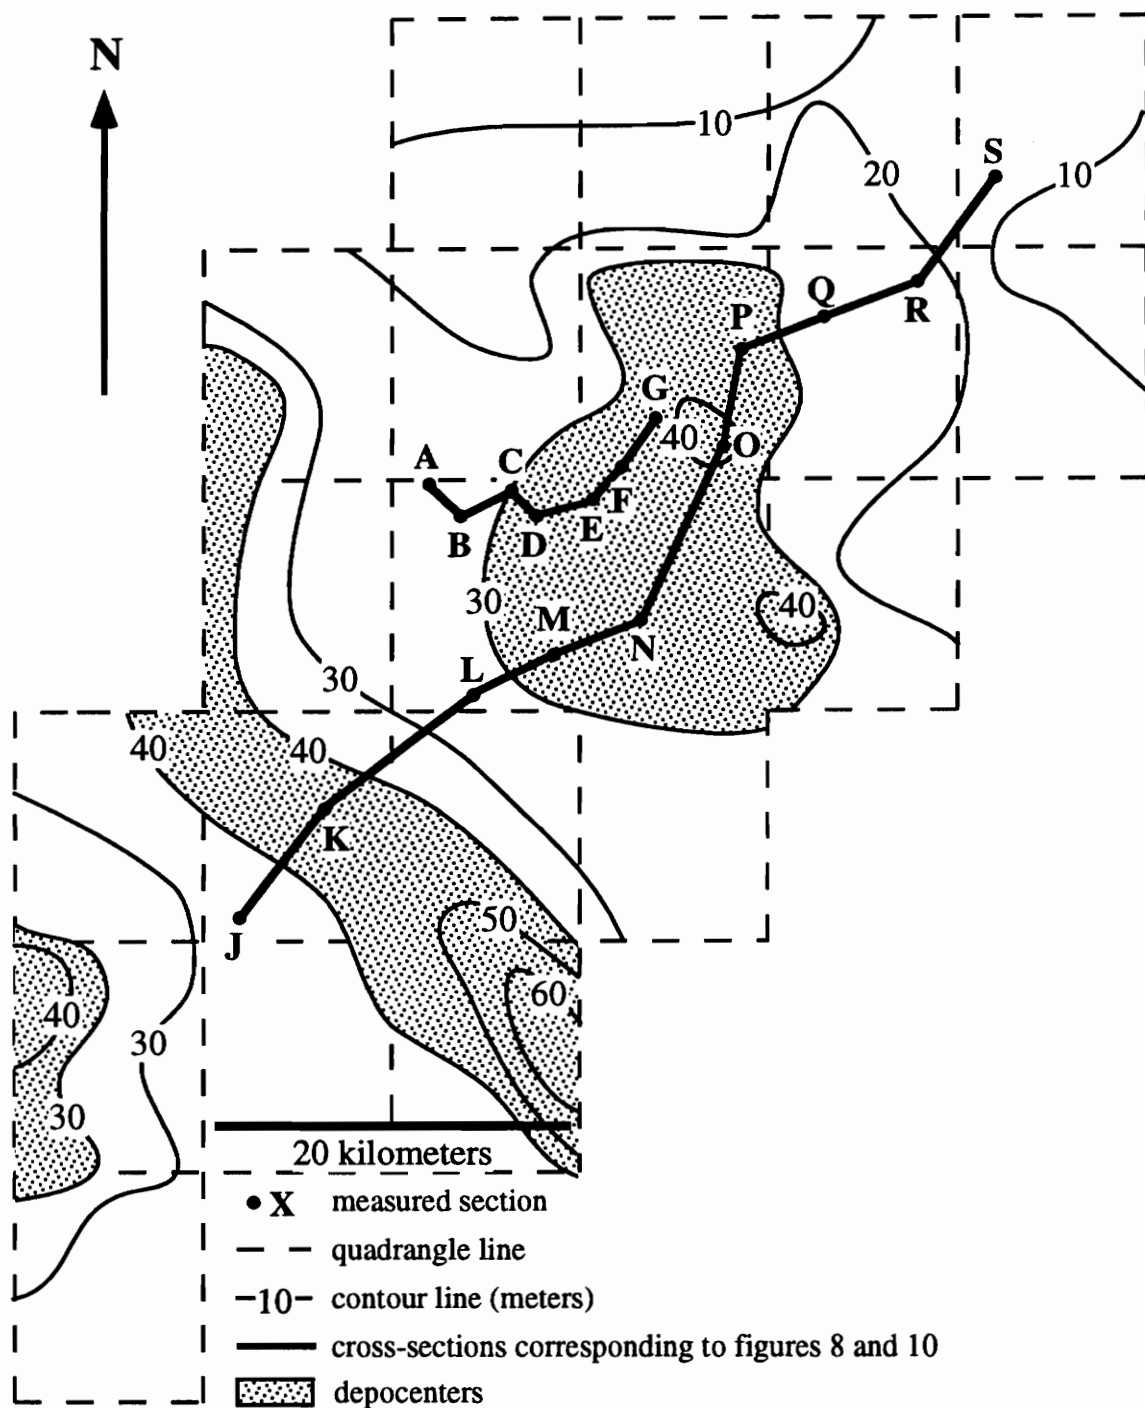 N
10
20
S
10
Q
R
P
G
40
O
A
C
F
B
D
E
30
40
M
N
L
30
40
40
K
50
J
60
40
30
30
20 kilometers
X measured section
quadrangle line
10 contour line (meters)
cross-sections corresponding to figures 8 and 10
depocenters